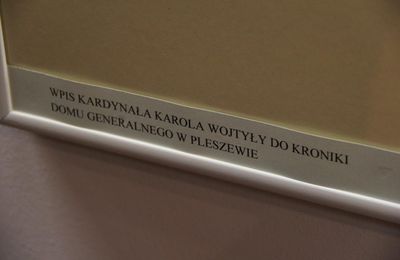 WPIS KARDYNAŁA KAROLA WOJTYŁY DO KRONIKI
DOMU GENERALNEGO W PLESZEWIE